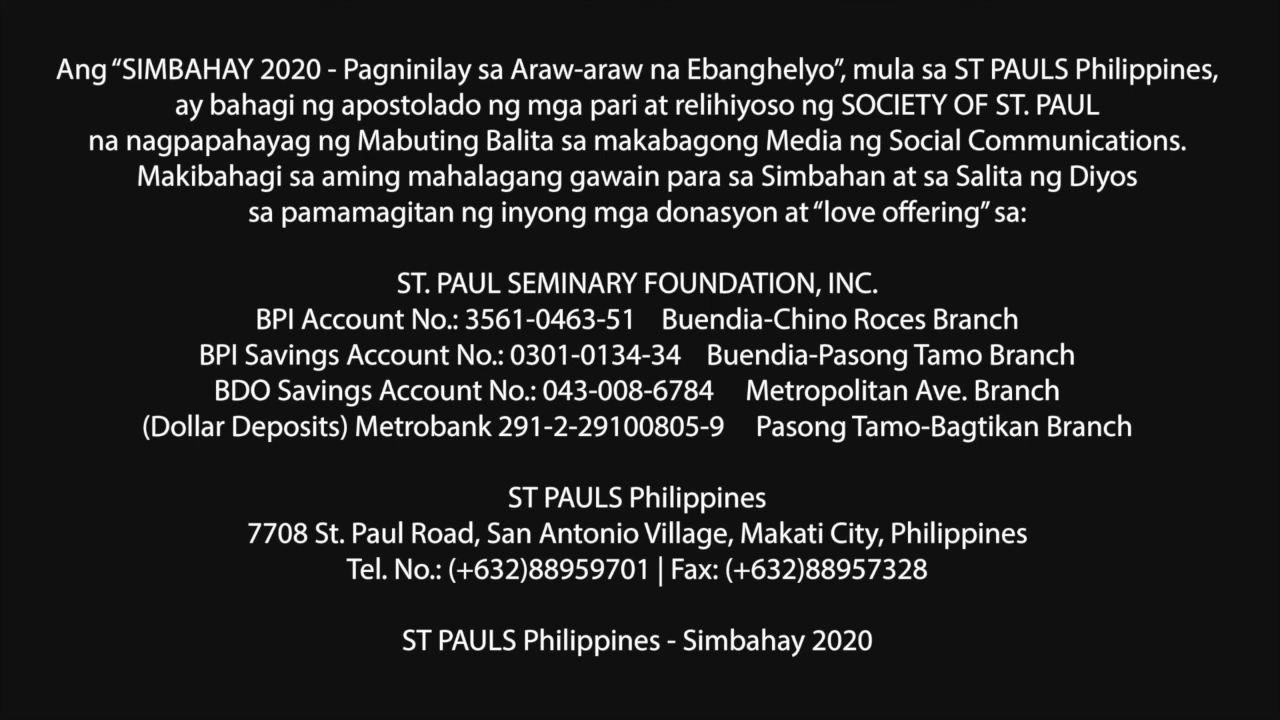 Ang “SIMBAHAY 2020 - Pagninilay sa Araw-araw na Ebanghelyo”, mula sa ST PAULS Philippines,
ay bahagi ng apostolado ng mga pari at relihiyoso ng SOCIETY OF ST. PAUL
na nagpapahayag ng Mabuting Balita sa makabagong Media ng Social Communications.
Makibahagi sa aming mahalagang gawain para sa Simbahan at sa Salita ng Diyos
sa pamamagitan ng inyong mga donasyon at “love offering” sa:
ST. PAUL SEMINARY FOUNDATION, INC.
BPI Account No.: 3561-0463-51 Buendia-Chino Roces Branch
BPI Savings Account No.: 0301-0134-34 Buendia-Pasong Tamo Branch
BDO Savings Account No.: 043-008-6784 Metropolitan Ave. Branch
(Dollar Deposits) Metrobank 291-2-29100805-9 Pasong Tamo-Bagtikan Branch
ST PAULS Philippines
7708 St. Paul Road, San Antonio Village, Makati City, Philippines
Tel. No.: (+632)88959701 | Fax: (+632)88957328
ST PAULS Philippines - Simbahay 2020